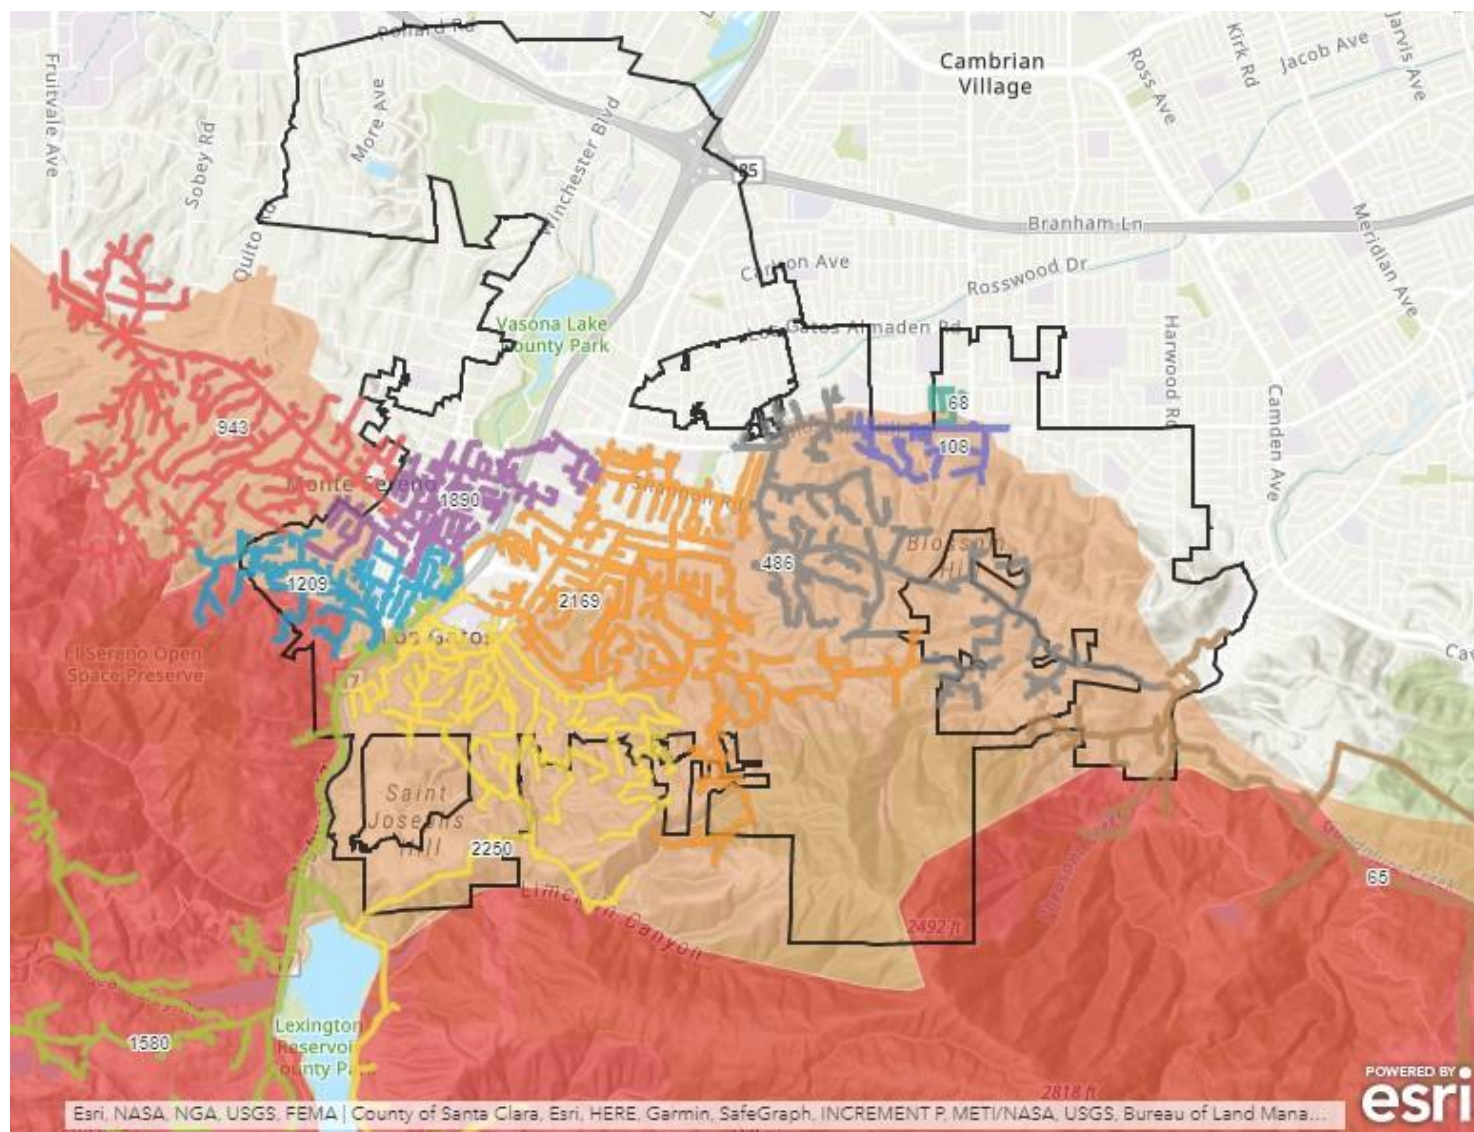 Pollard Rd
Fruitvale Ave
Sobey Rd
More Ave
Winchester Blvd
Quito
85
Cambrian
Village
Ross Ave
Kirk Rd
Jacob Ave
Jarvis Ave
Branham Ln
Meridian Ave
Carlton Ave
Rosswood Dr
Los Gatos Almaden Rd
Harwood Rd
Camden Ave
Vasona Lake
County Park
943
68
108
Monte Sereno
1890
Shannon Rd
486
Blossom
1209
2169
Los Gatos
El Sereno Open
Space Preserve
17
Saint
Josephs
Hill
2250
Limekiln Canyon
2492 ft
65
17
Lexington
Reservoir
County Pa
1580
2818 ft
POWERED BY
esri
Esri, NASA, NGA, USGS, FEMA | County of Santa Clara, Esri, HERE, Garmin, SafeGraph, INCREMENT P, METI/NASA, USGS, Bureau of Land Mana...